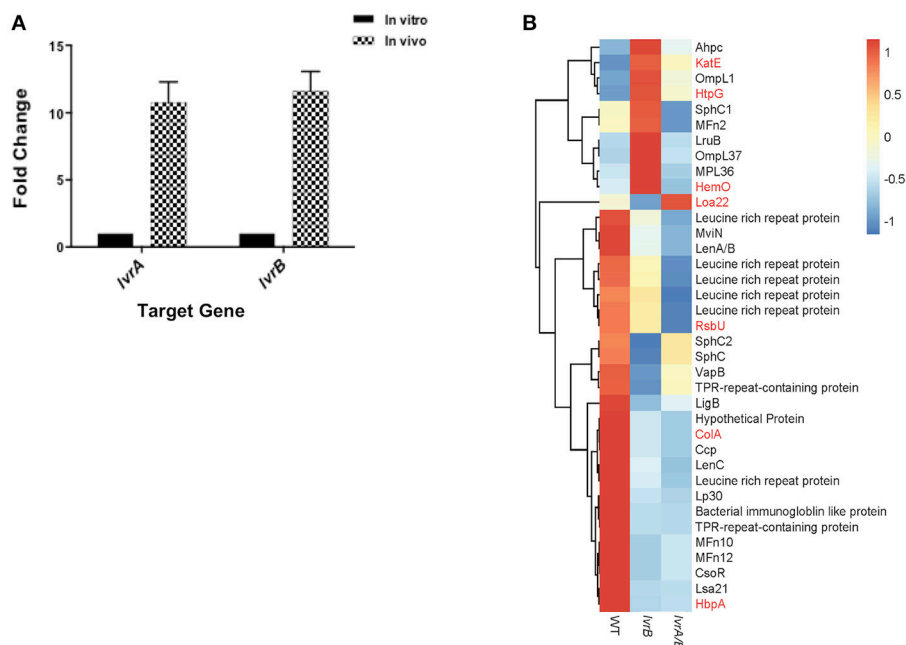 A
In vitro
In vivo
15
10
5
0
Fold Change
lvrA
lvrB
Target Gene
B
Ahpc
KatE
OmpL1
HtpG
SphC1
MFn2
LruB
OmpL37
MPL36
HemO
Loa22
Leucine rich repeat protein
MviN
LenA/B
Leucine rich repeat protein
Leucine rich repeat protein
Leucine rich repeat protein
Leucine rich repeat protein
RsbU
SphC2
SphC
VapB
TPR-repeat-containing protein
LigB
Hypothetical Protein
ColA
Ccp
LenC
Leucine rich repeat protein
Lp30
Bacterial immunogloblin like protein
TPR-repeat-containing protein
MFn10
MFn12
CsoR
Lsa21
HbpA
WT
lvrB
lvrA/B
1
0.5
0
-0.5
-1